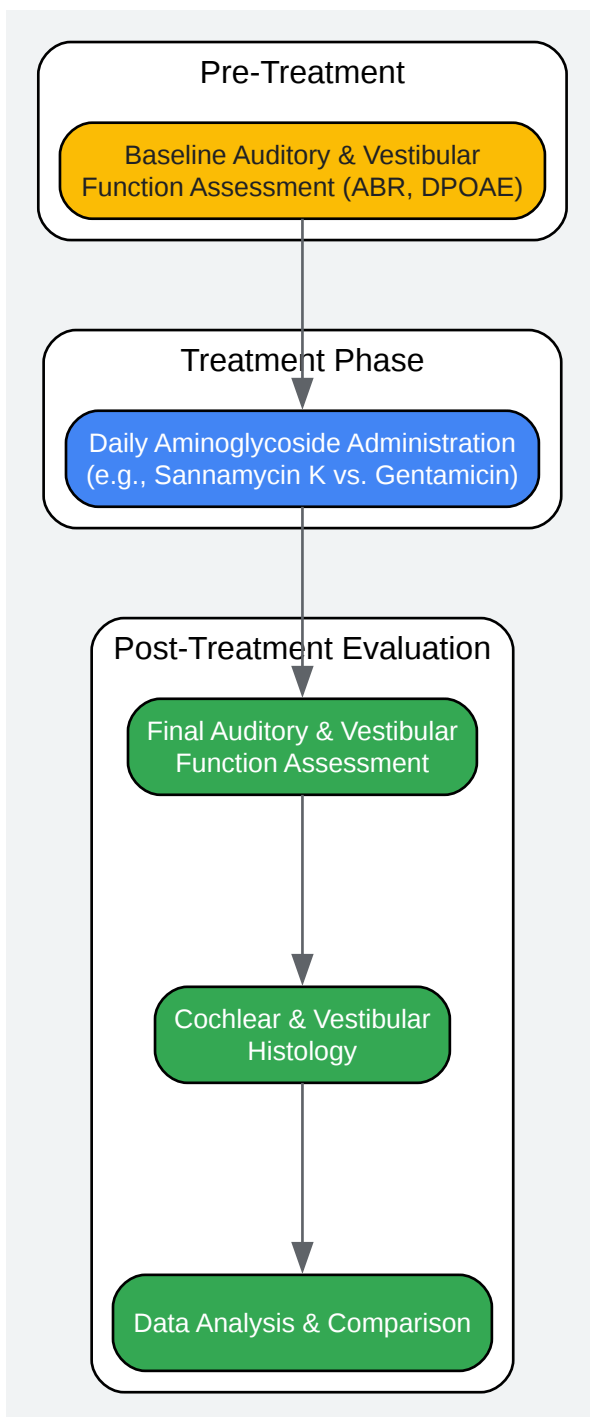 Pre-Treatment
Baseline Auditory & Vestibular
Function Assessment (ABR, DPOAE)
Treatment Phase
Daily Aminoglycoside Administration
(e.g., Sannamycin K vs. Gentamicin)
Post-Treatment Evaluation
Final Auditory & Vestibular
Function Assessment
Cochlear & Vestibular
Histology
Data Analysis & Comparison